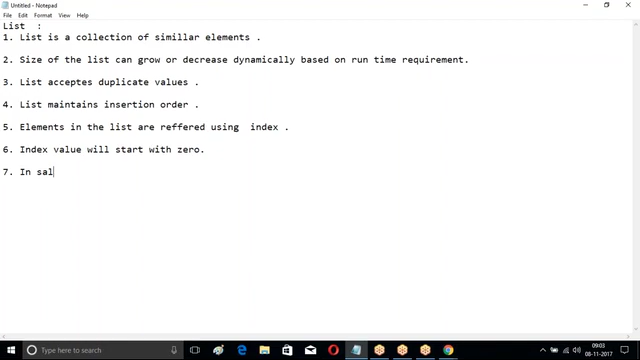 Untitled - Notepad
File Edit Format View Help
List :
1. List is a collection of simillar elements .
2. Size of the list can grow or decrease dynamically based on run time requirement.
3. List acceptes duplicate values .
4. List maintains insertion order .
5. Elements in the list are reffered using index .
6. Index value will start with zero.
7. In sal
Type here to search
09:03
08-11-2017